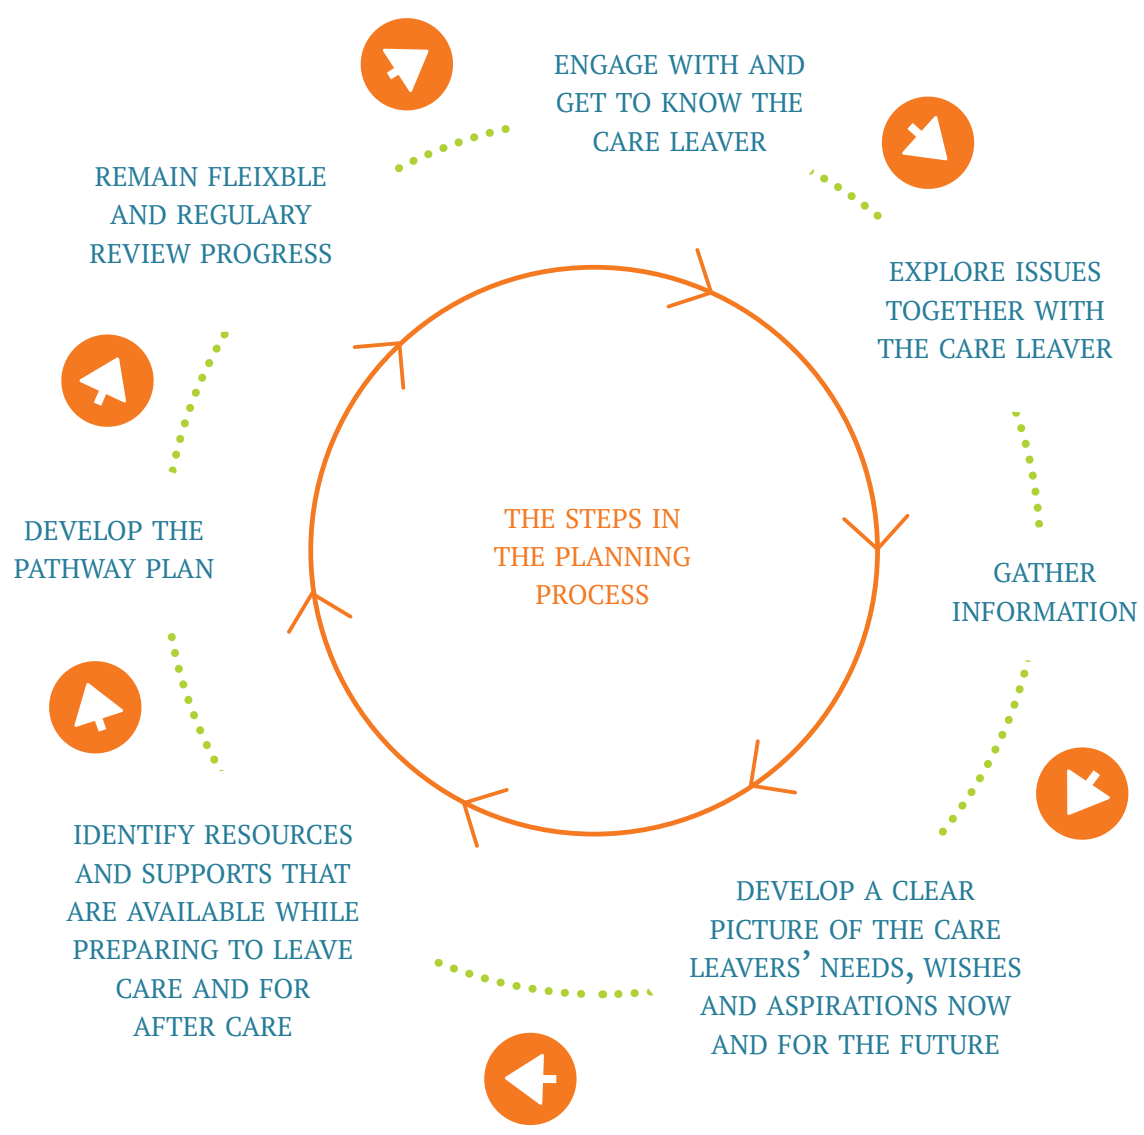 ENGAGE WITH AND
GET TO KNOW THE
CARE LEAVER
EXPLORE ISSUES
TOGETHER WITH
THE CARE LEAVER
GATHER
INFORMATION
DEVELOP A CLEAR
PICTURE OF THE CARE
LEAVERS’ NEEDS, WISHES
AND ASPIRATIONS NOW
AND FOR THE FUTURE
IDENTIFY RESOURCES
AND SUPPORTS THAT
ARE AVAILABLE WHILE
PREPARING TO LEAVE
CARE AND FOR
AFTER CARE
DEVELOP THE
PATHWAY PLAN
REMAIN FLEIXBLE
AND REGULARY
REVIEW PROGRESS
THE STEPS IN
THE PLANNING
PROCESS